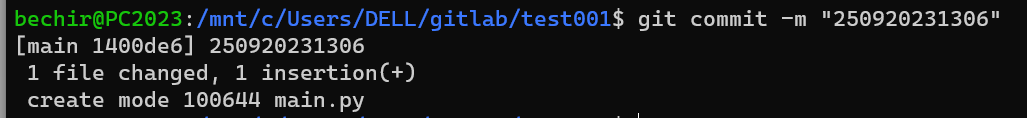 bechir@PC2023:/mnt/c/Users/DELL/gitlab/test001$ git commit -m "250920231306"
[main 1400de6] 250920231306
 1 file changed, 1 insertion(+)
 create mode 100644 main.py